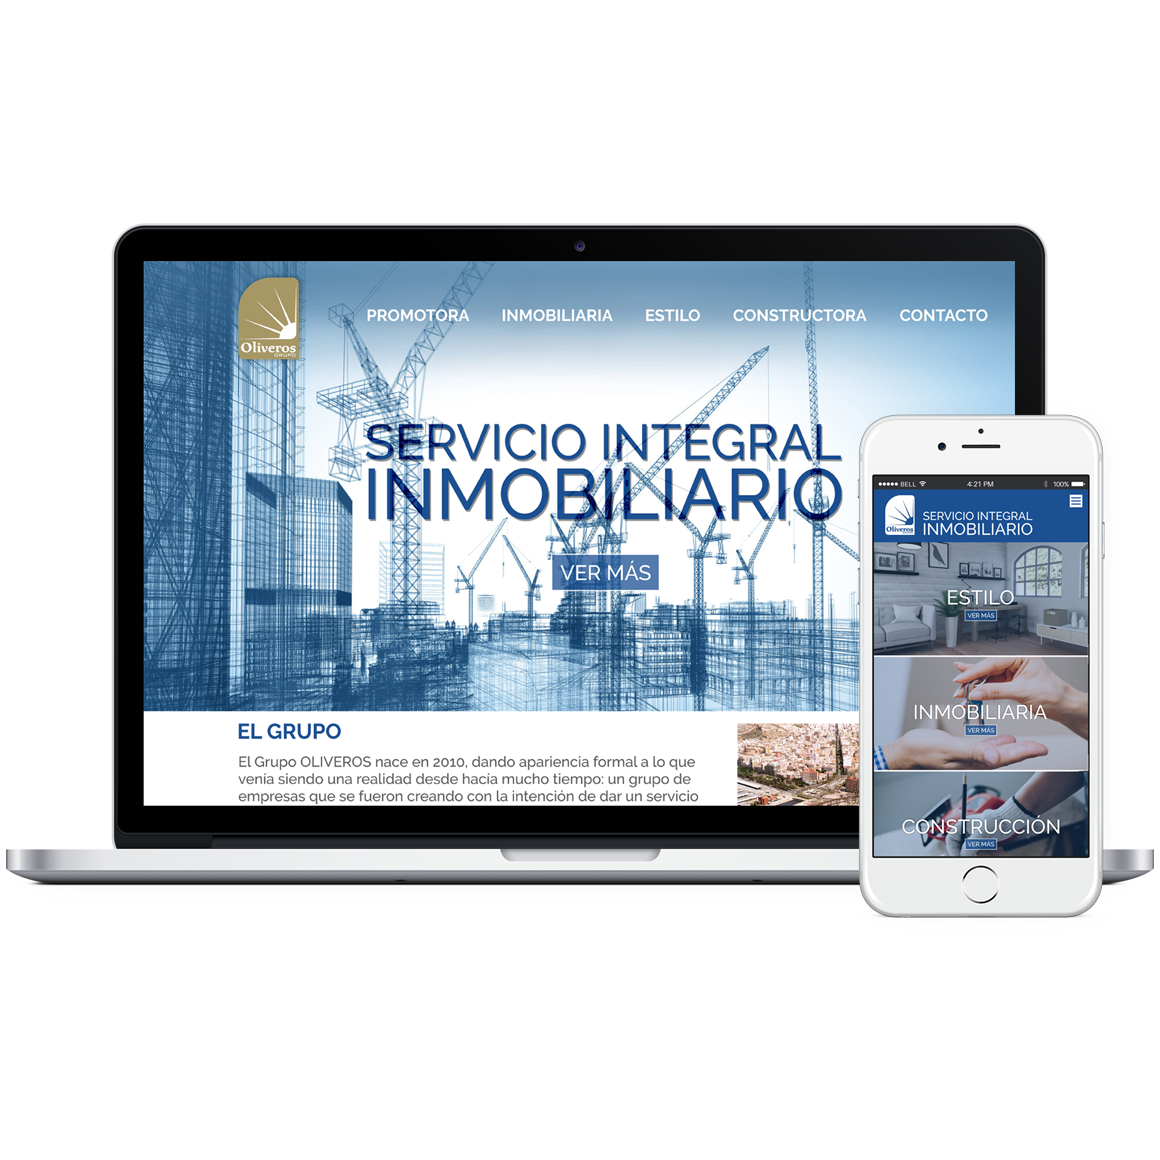 Oliveros
GRUPO
PROMOTORA INMOBILIARIA ESTILO CONSTRUCTORA CONTACTO
SERVICIO INTEGRAL
INMOBILIARIO
VER MÁS
EL GRUPO
El Grupo OLIVEROS nace en 2010, dando apariencia formal a lo que
venía siendo una realidad desde hacía mucho tiempo: un grupo de
empresas que se fueron creando con la intención de dar un servicio
BELL 4:21 PM 100%
Oliveros
SERVICIO INTEGRAL
INMOBILIARIO
ESTILO
VER MÁS
INMOBILIARIA
VER MÁS
CONSTRUCCIÓN
VER MÁS